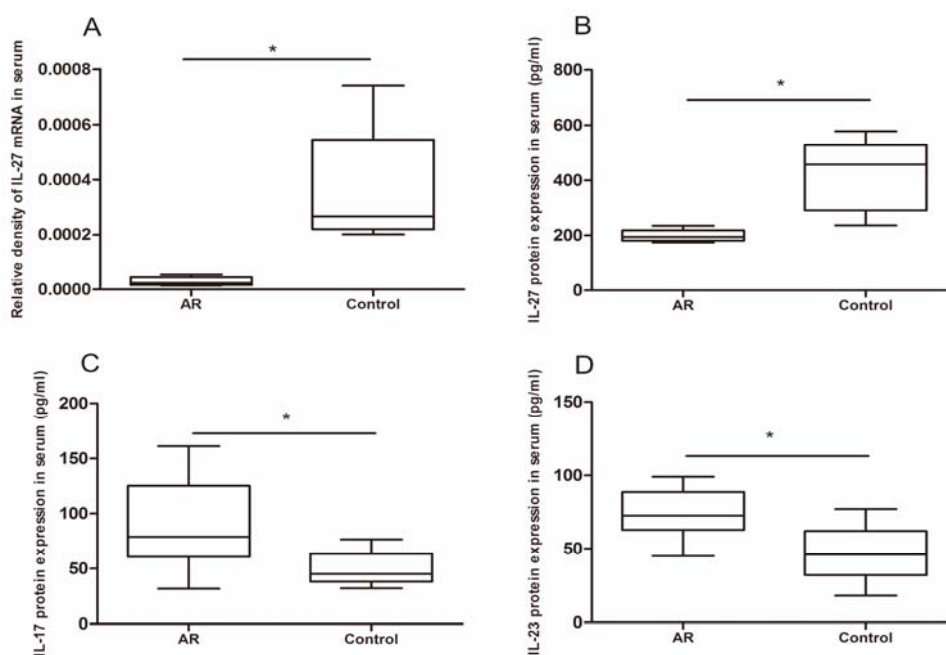 A
*
Relative density of IL-27 mRNA in serum
0.0008
0.0006
0.0004
0.0002
0.0000
AR
Control
B
*
IL-27 protein expression in serum (pg/ml)
800
600
400
200
0
AR
Control
C
*
IL-17 protein expression in serum (pg/ml)
200
150
100
50
0
AR
Control
D
*
IL-23 protein expression in serum (pg/ml)
150
100
50
0
AR
Control